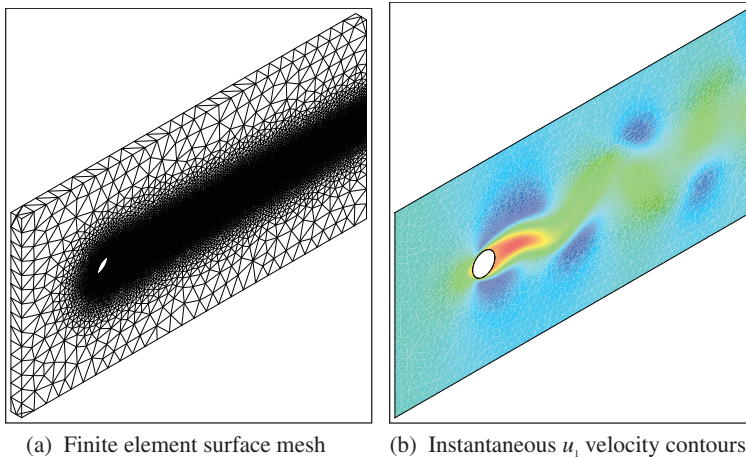 (a) Finite element surface mesh
(b) Instantaneous u₁ velocity contours